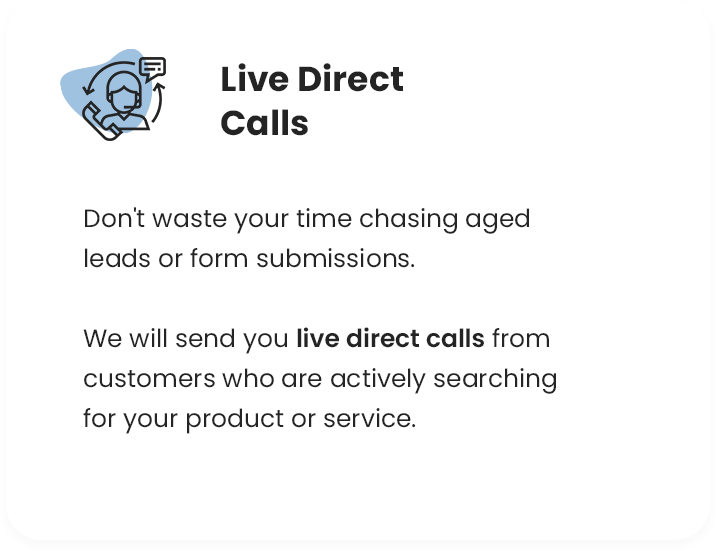 Live Direct
Calls
Don't waste your time chasing aged
leads or form submissions.
We will send you live direct calls from
customers who are actively searching
for your product or service.